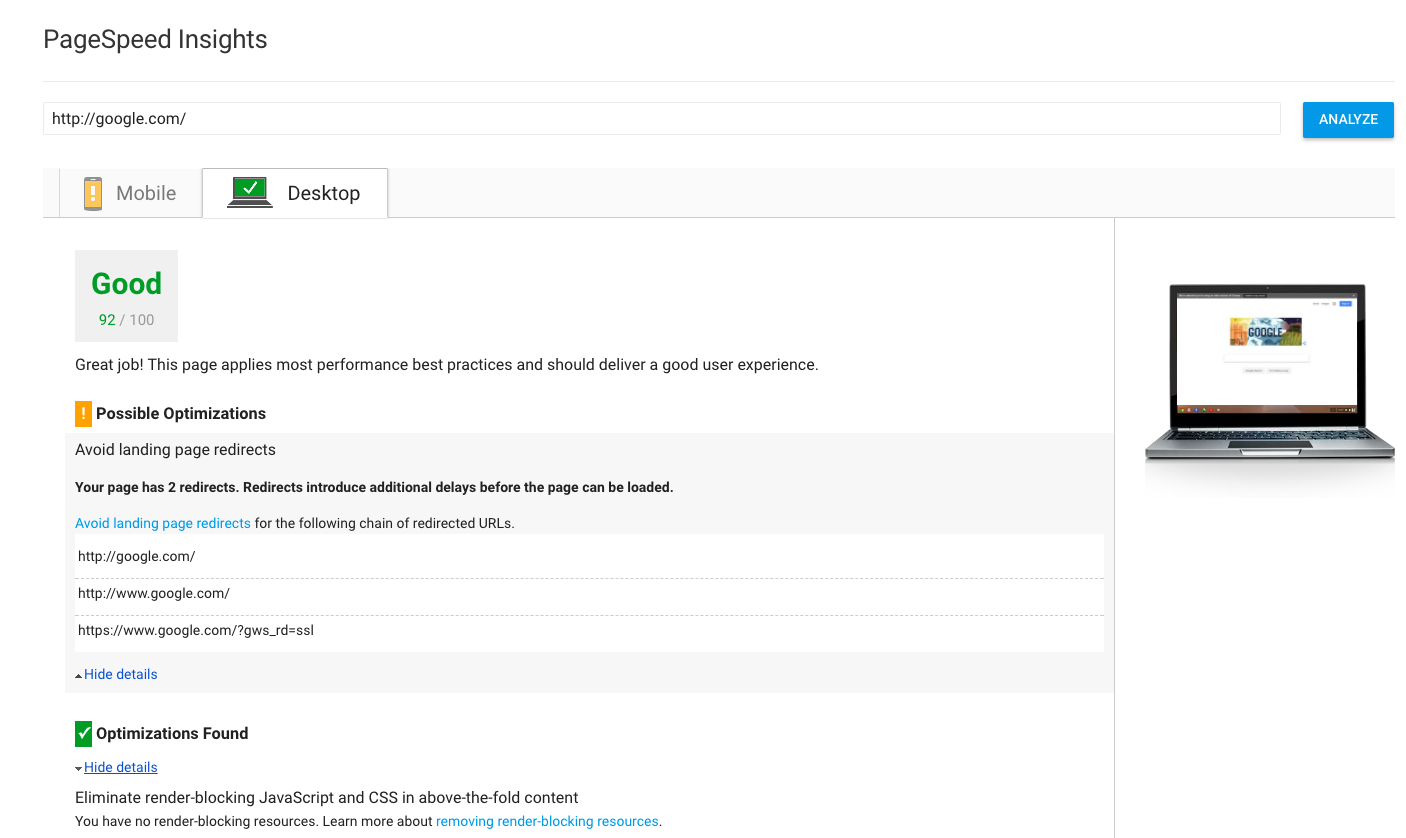 PageSpeed Insights
http://google.com/
ANALYZE
Mobile
Desktop
Good
92 / 100
Great job! This page applies most performance best practices and should deliver a good user experience.
! Possible Optimizations
Avoid landing page redirects
Your page has 2 redirects. Redirects introduce additional delays before the page can be loaded.
Avoid landing page redirects for the following chain of redirected URLs.
http://google.com/
http://www.google.com/
https://www.google.com/?gws_rd=ssl
Hide details
Optimizations Found
Hide details
Eliminate render-blocking JavaScript and CSS in above-the-fold content
You have no render-blocking resources. Learn more about removing render-blocking resources.
GOOGLE